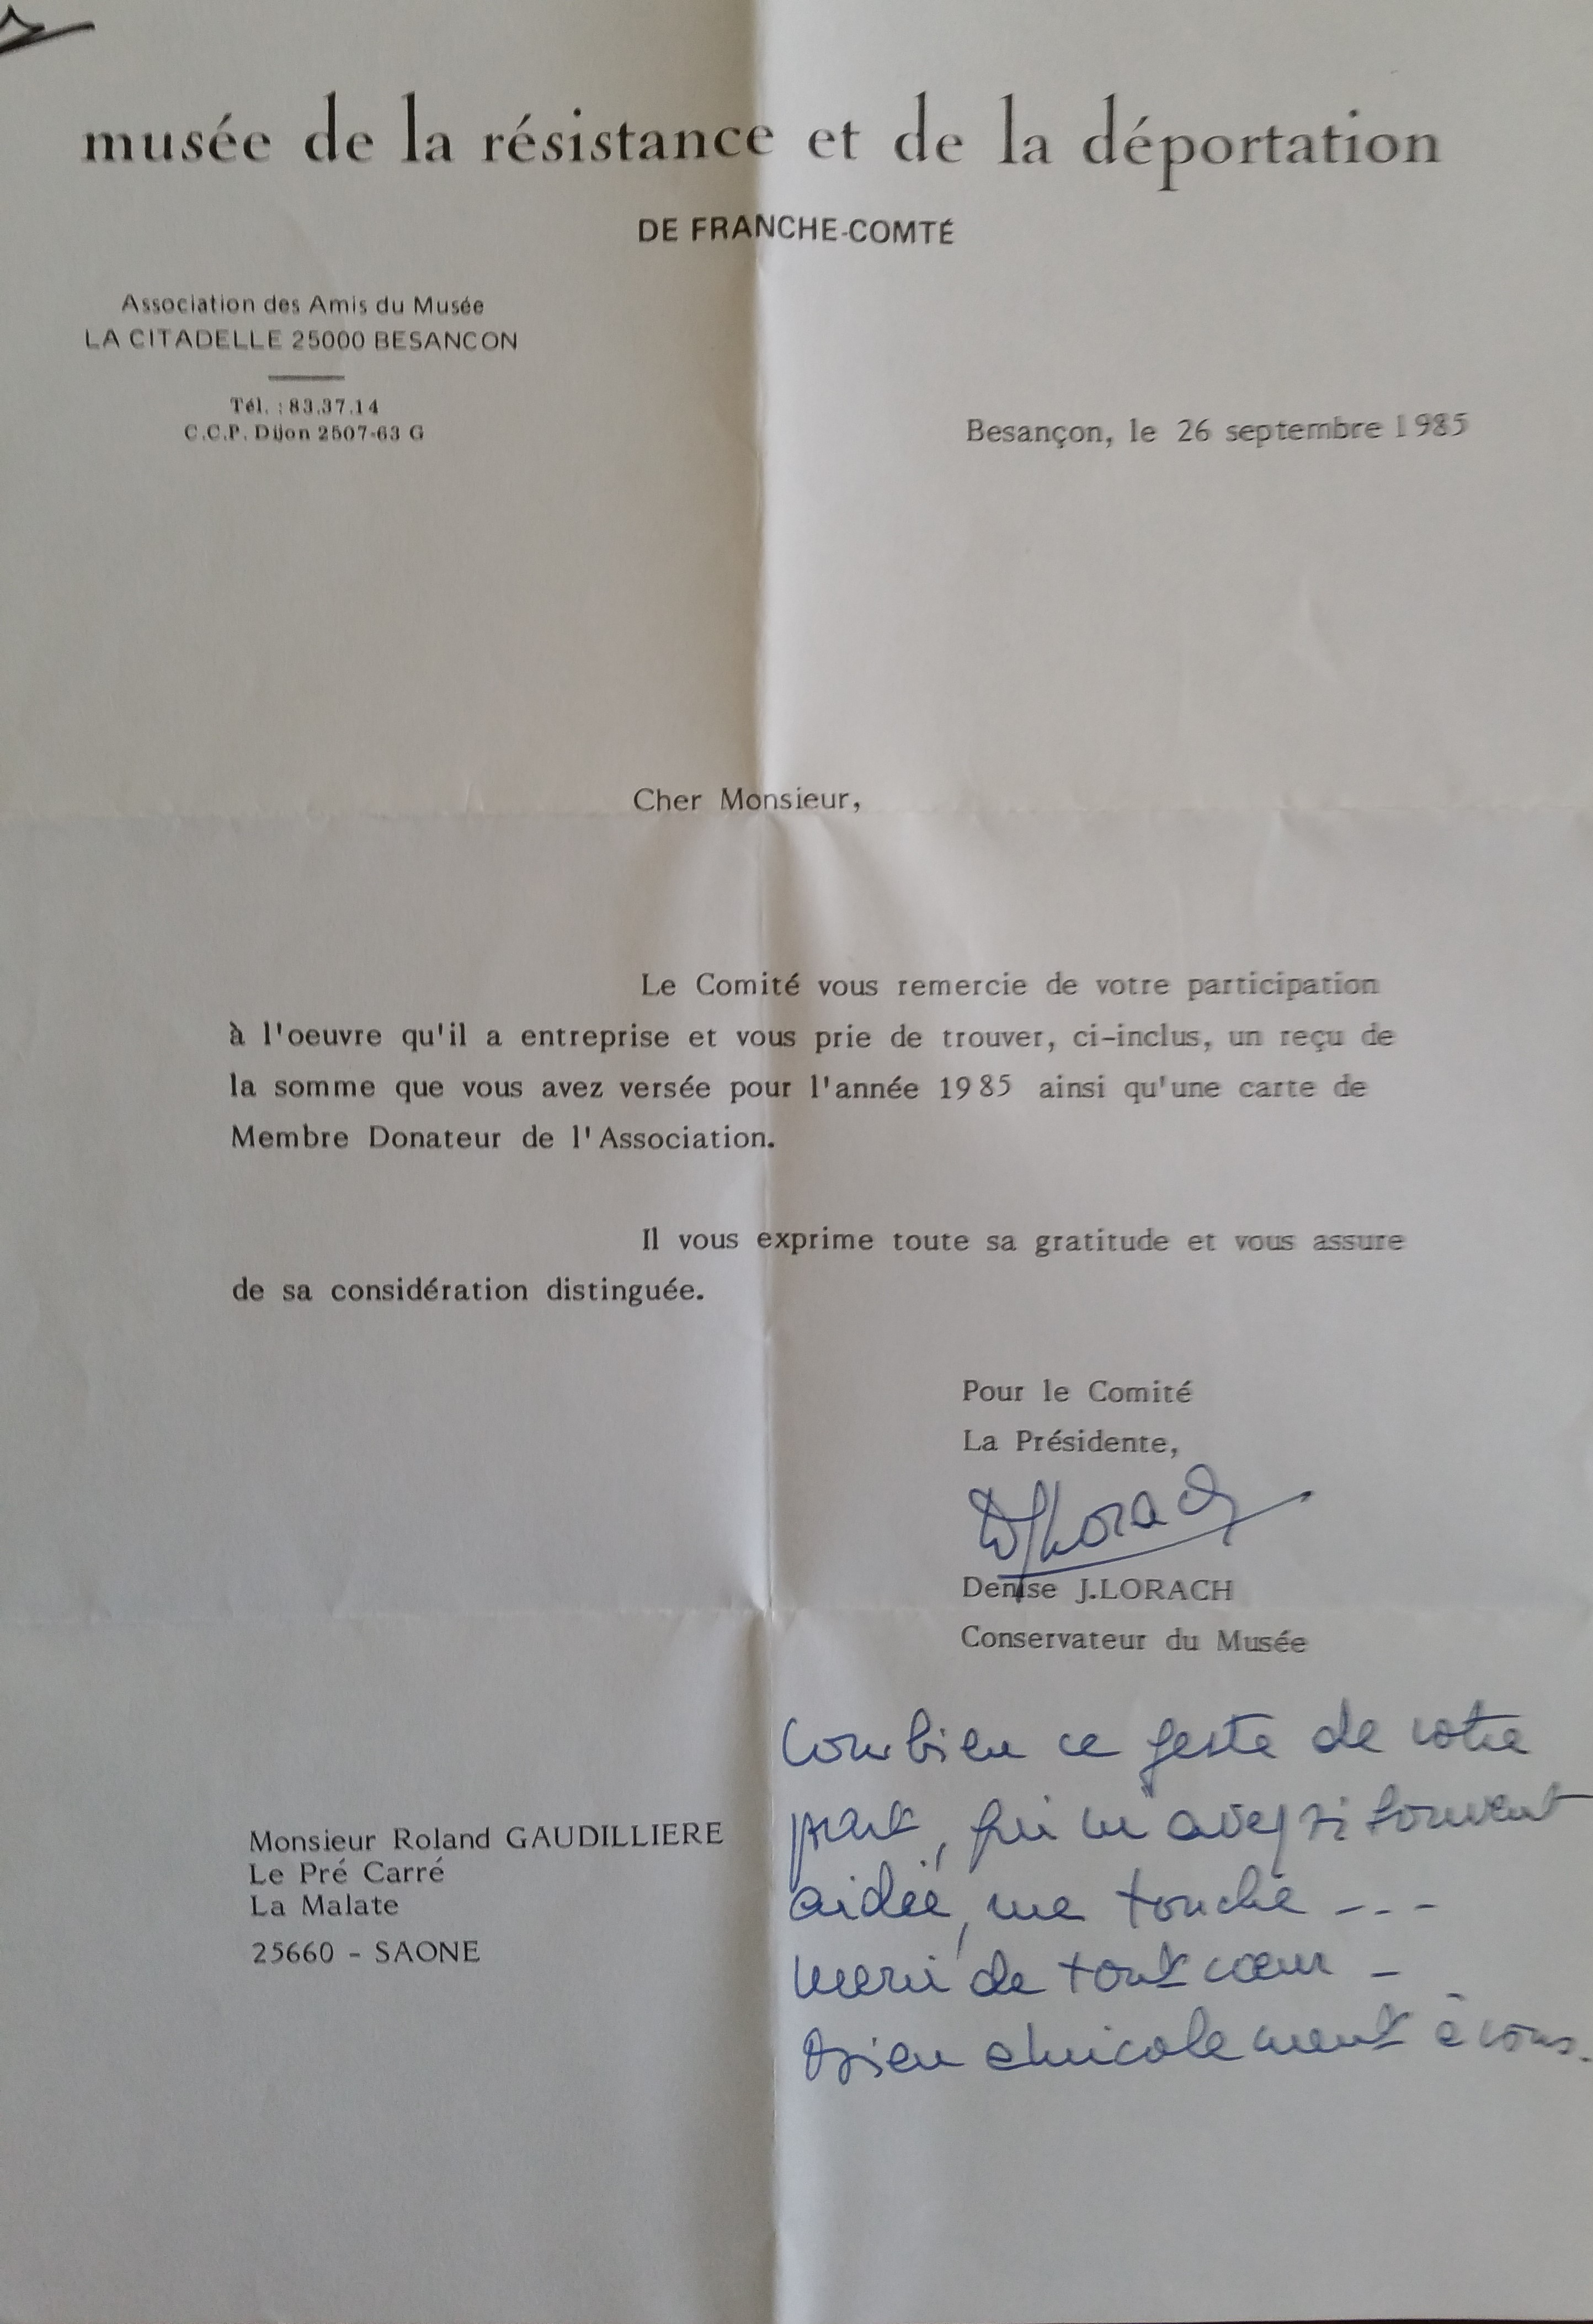 musée de la résistance et de la déportation
DE FRANCHE-COMTÉ
Association des Amis du Musée
LA CITADELLE 25000 BESANCON
Tél. : 83.37.14
C.C.P. Dijon 2507-63 G
Besançon, le 26 septembre 1985
Cher Monsieur,
Le Comité vous remercie de votre participation
à l'oeuvre qu'il a entreprise et vous prie de trouver, ci-inclus, un reçu de
la somme que vous avez versée pour l'année 1985 ainsi qu'une carte de
Membre Donateur de l'Association.
Il vous exprime toute sa gratitude et vous assure
de sa considération distinguée.
Pour le Comité
La Présidente,
DJLorach
Denise J.LORACH
Conservateur du Musée
Monsieur Roland GAUDILLIERE
Le Pré Carré
La Malate
25660 - SAONE
Combien ce geste de votre
part, qui m'avez si souvent
aidée, me touche ---
merci de tout cœur -
Bien amicalement à vous.